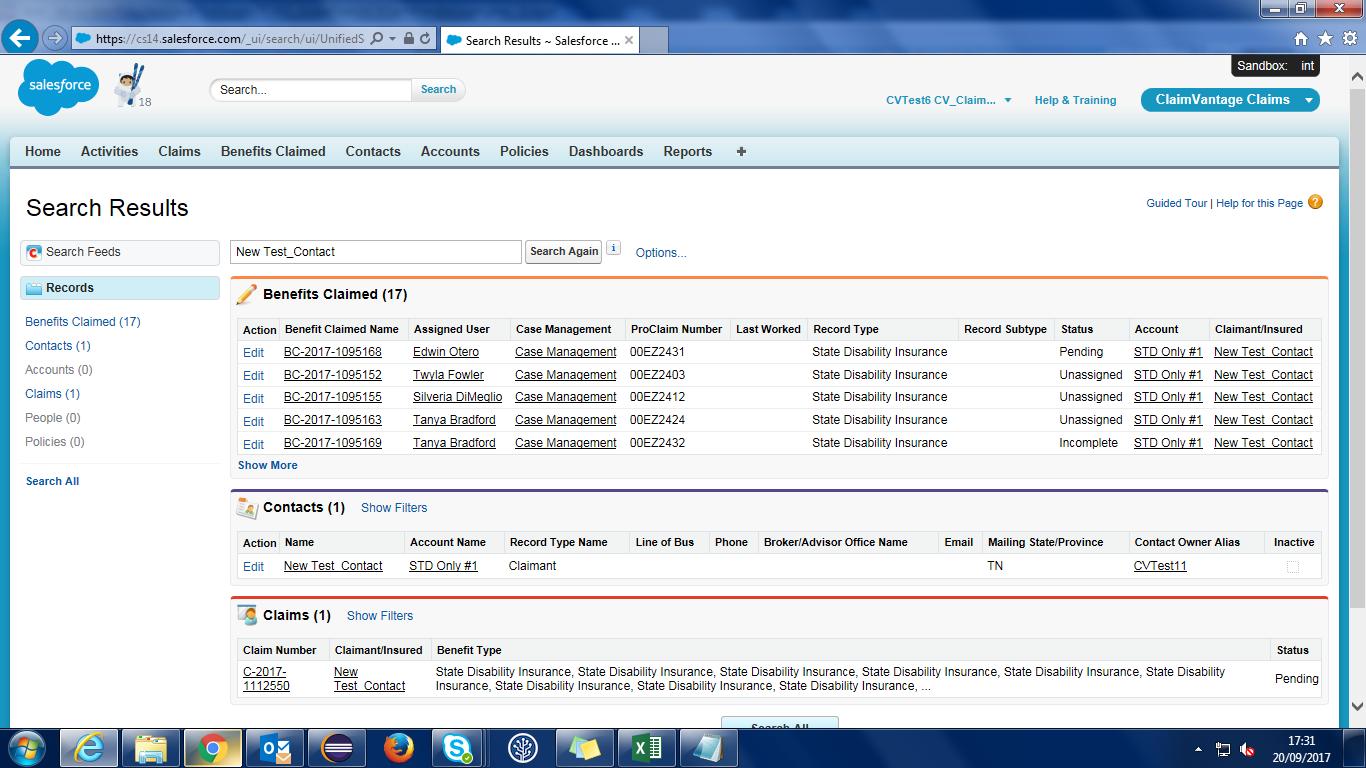 https://cs14.salesforce.com/_ui/search/ui/UnifiedS
Search Results ~ Salesforce ...
Sandbox: int
salesforce
18
Search...
Search
CVTest6 CV_Claim...
Help & Training
ClaimVantage Claims
Home Activities Claims Benefits Claimed Contacts Accounts Policies Dashboards Reports +
Search Results
Guided Tour | Help for this Page ?
Search Feeds
New Test_Contact
Search Again
i
Options...
Records
Benefits Claimed (17)
Contacts (1)
Accounts (0)
Claims (1)
People (0)
Policies (0)
Search All
Benefits Claimed (17)
Action Benefit Claimed Name Assigned User Case Management ProClaim Number Last Worked Record Type Record Subtype Status Account Claimant/Insured
Edit BC-2017-1095168 Edwin Otero Case Management 00EZ2431 State Disability Insurance Pending STD Only #1 New Test_Contact
Edit BC-2017-1095152 Twyla Fowler Case Management 00EZ2403 State Disability Insurance Unassigned STD Only #1 New Test_Contact
Edit BC-2017-1095155 Silveria DiMeglio Case Management 00EZ2412 State Disability Insurance Unassigned STD Only #1 New Test_Contact
Edit BC-2017-1095163 Tanya Bradford Case Management 00EZ2424 State Disability Insurance Unassigned STD Only #1 New Test_Contact
Edit BC-2017-1095169 Tanya Bradford Case Management 00EZ2432 State Disability Insurance Incomplete STD Only #1 New Test_Contact
Show More
Contacts (1) Show Filters
Action Name Account Name Record Type Name Line of Bus Phone Broker/Advisor Office Name Email Mailing State/Province Contact Owner Alias Inactive
Edit New Test_Contact STD Only #1 Claimant TN CVTest11
Claims (1) Show Filters
Claim Number Claimant/Insured Benefit Type Status
C-2017-1112550 New Test_Contact State Disability Insurance, State Disability Insurance, State Disability Insurance, State Disability Insurance, State Disability Insurance, State Disability Insurance, State Disability Insurance, State Disability Insurance, State Disability Insurance, ... Pending
Search All
17:31
20/09/2017